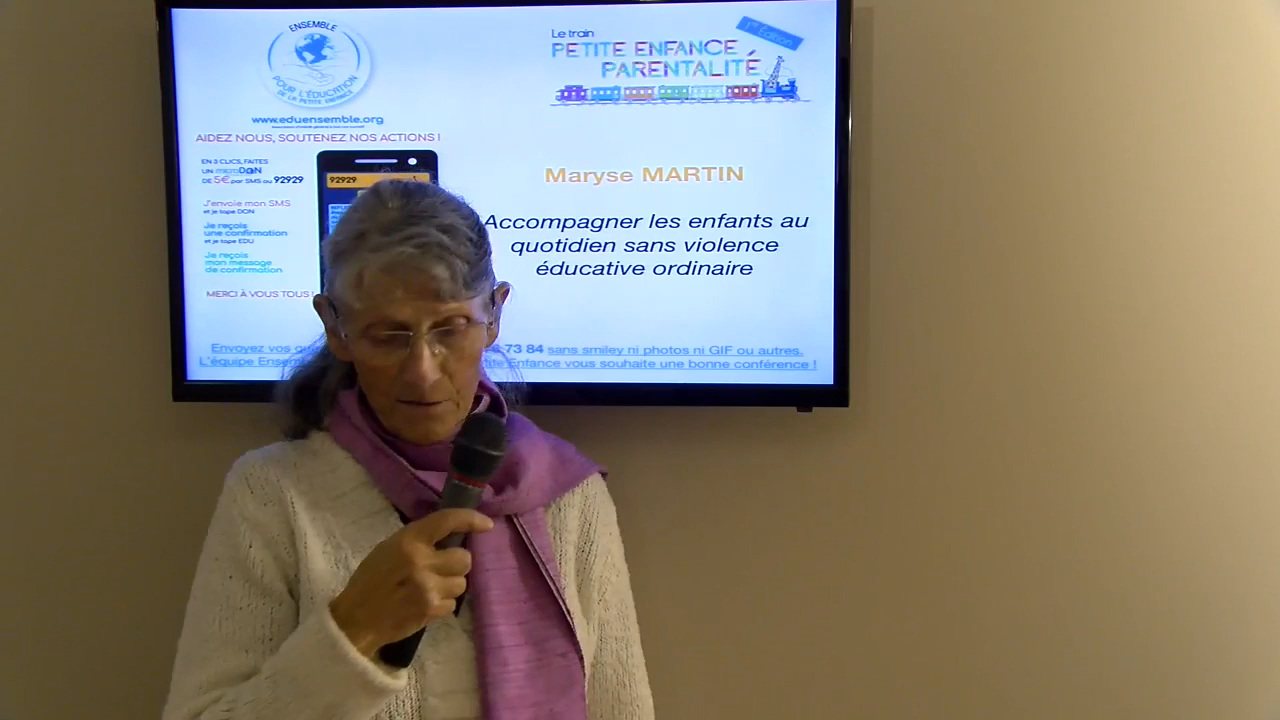 ENSEMBLE
POUR L'ÉDUCATION
DE LA PETITE ENFANCE
www.eduensemble.org
AIDEZ NOUS, SOUTENEZ NOS ACTIONS !
EN 3 CLICS, FAITES
UN microDON
DE 5€ par SMS au 92929
J'envoie mon SMS
et je tape DON
Je reçois
une confirmation
et je tape EDU
Je reçois
mon message
de confirmation
MERCI À VOUS TOUS !
92929
Le train
PETITE ENFANCE
PARENTALITÉ
1ère Édition
Maryse MARTIN
Accompagner les enfants au
quotidien sans violence
éducative ordinaire
Envoyez vos 73 84 sans smiley ni photos ni GIF ou autres.
L'équipe Enfance vous souhaite une bonne conférence !